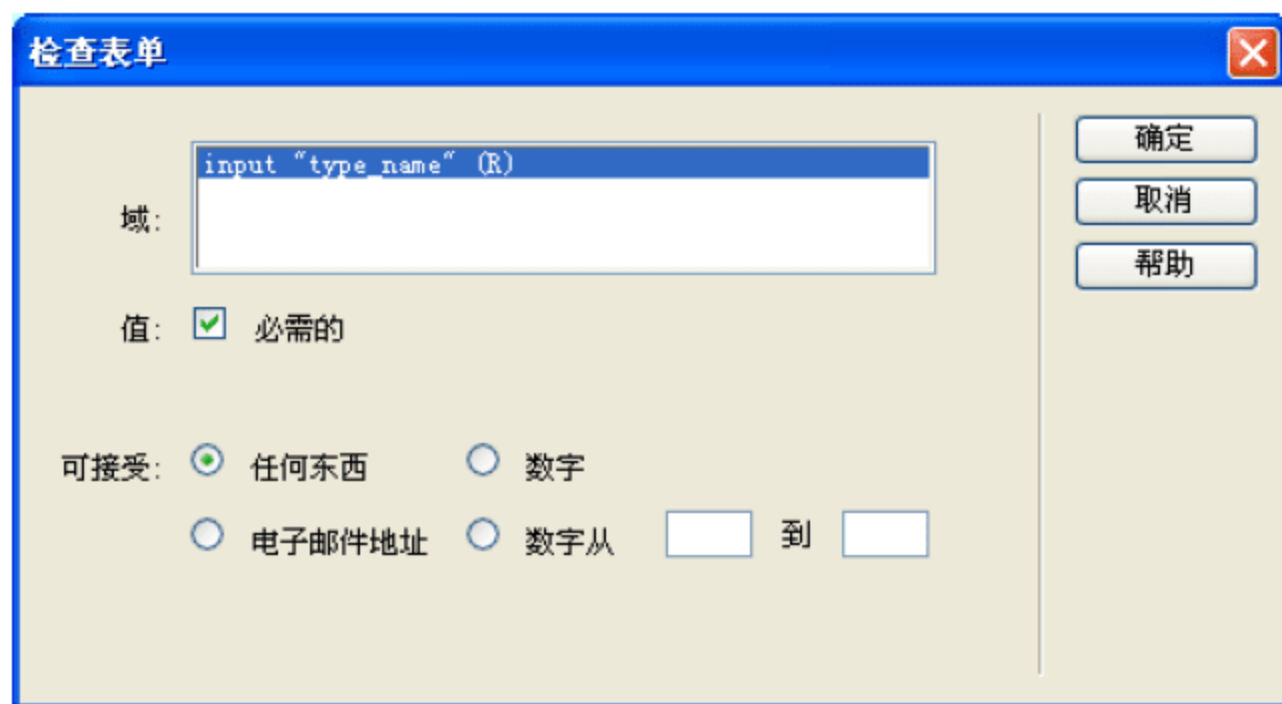 检查表单
input "type_name" (R)
域:
值: 必需的
可接受: 任何东西 数字
电子邮件地址 数字从 到
确定
取消
帮助